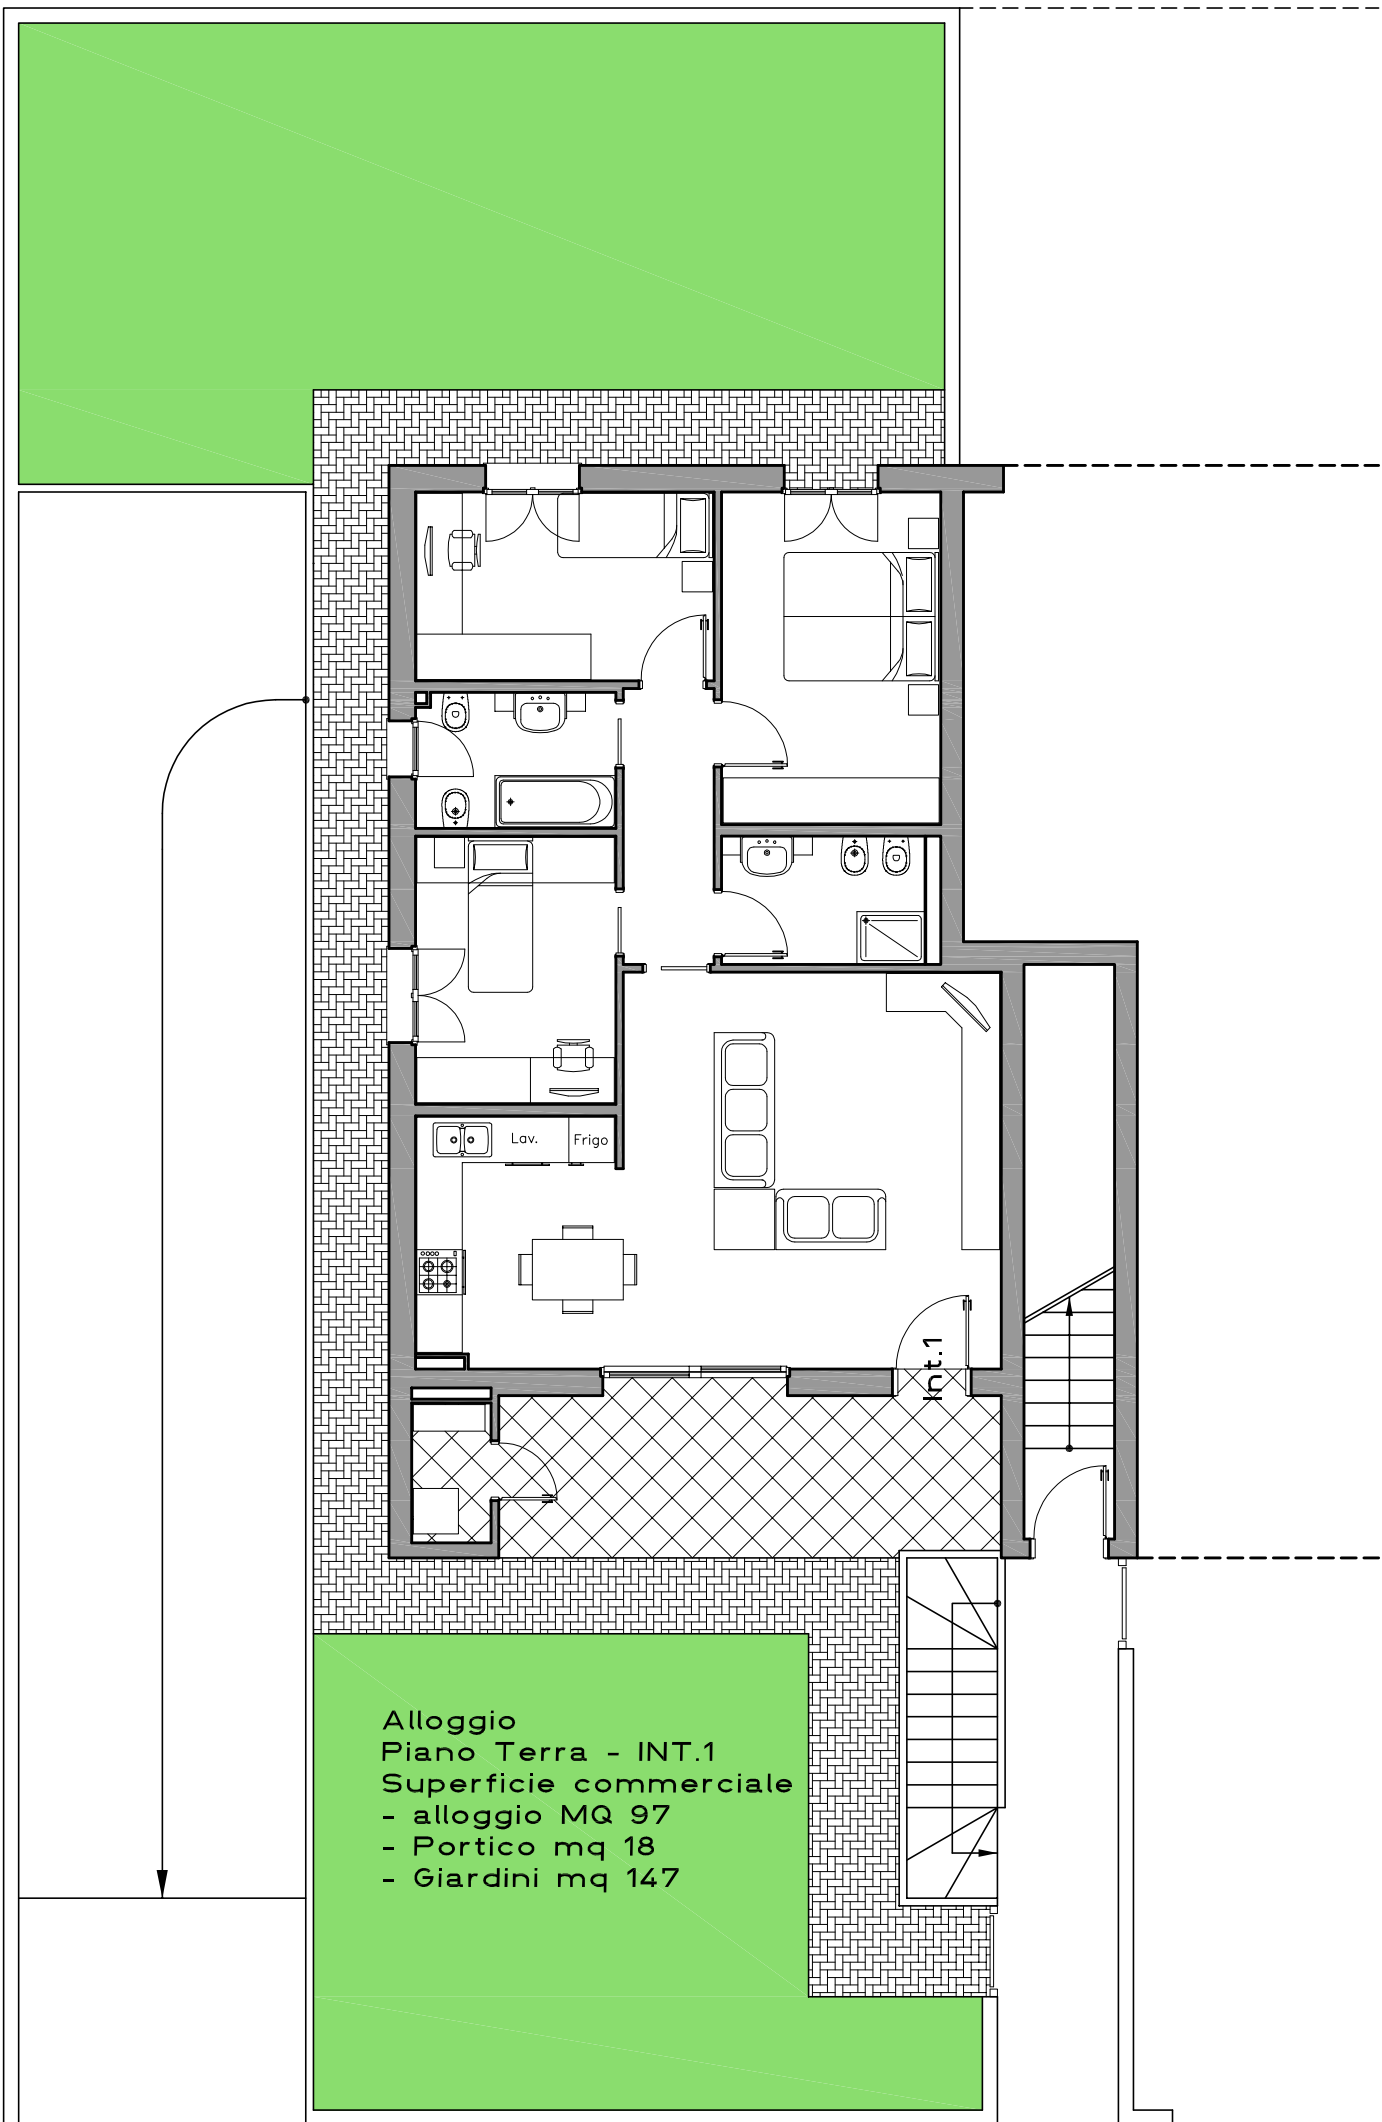 Lav.
Frigo
Int.1
Alloggio
Piano Terra - INT.1
Superficie commerciale
- alloggio MQ 97
- Portico mq 18
- Giardini mq 147